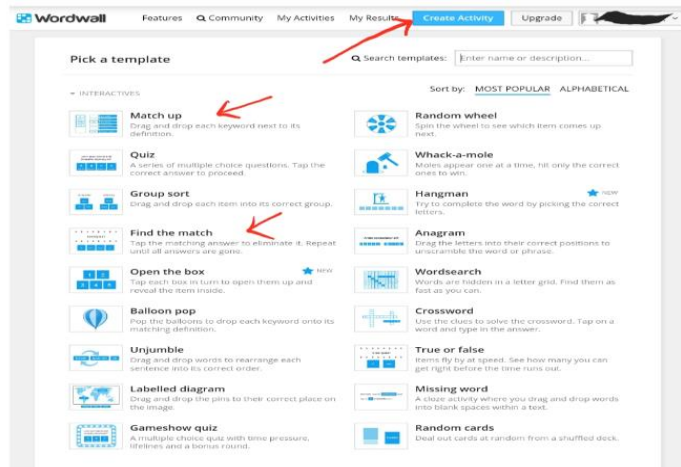 Wordwall Features Community My Activities My Results Create Activity Upgrade
Pick a template Search templates: Enter name or description...
INTERACTIVES Sort by: MOST POPULAR ALPHABETICAL
Match up
Drag and drop each keyword next to its
definition.
Quiz
A series of multiple choice questions. Tap the
correct answer to proceed.
Group sort
Drag and drop each item into its correct group.
Find the match
Tap the matching answer to eliminate it. Repeat
until all answers are gone.
Open the box NEW
Tap each box in turn to open them up and
reveal the item inside.
Balloon pop
Pop the balloons to drop each keyword onto its
matching definition.
Unjumble
Drag and drop words to rearrange each
sentence into its correct order.
Labelled diagram
Drag and drop the pins to their correct place on
the image.
Gameshow quiz
A multiple choice quiz with time pressure,
lifelines and a bonus round.
Random wheel
Spin the wheel to see which item comes up
next.
Whack-a-mole
Moles appear one at a time, hit only the correct
ones to win.
Hangman NEW
Try to complete the word by picking the correct
letters.
Anagram
Drag the letters into their correct positions to
unscramble the word or phrase.
Wordsearch
Words are hidden in a letter grid. Find them as
fast as you can.
Crossword
Use the clues to solve the crossword. Tap on a
word and type in the answer.
True or false
Items fly by at speed. See how many you can
get right before the time runs out.
Missing word
A cloze activity where you drag and drop words
into blank spaces within a text.
Random cards
Deal out cards at random from a shuffled deck.